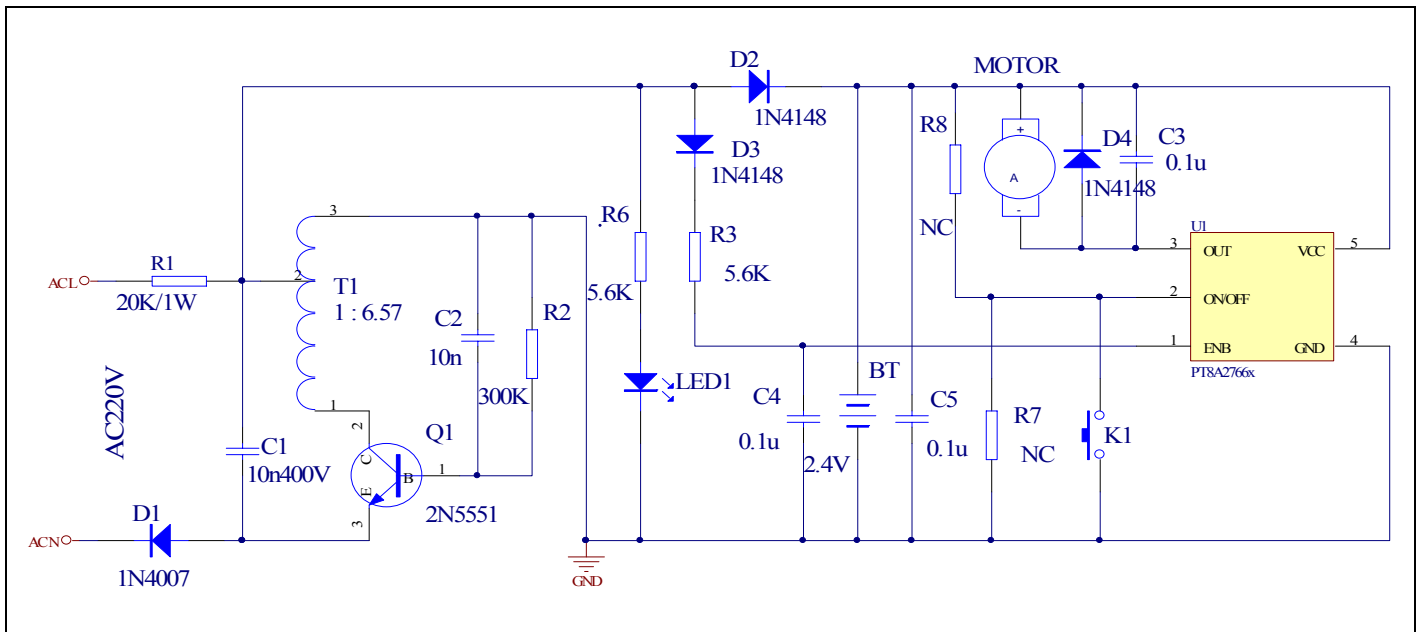 D2
1N4148
MOTOR
D3
1N4148
R8
NC
+
A
-
D4
1N4148
C3
0.1u
3
2
1
T1
1 : 6.57
ACL
R1
20K/1W
AC220V
C2
10n
R2
300K
.R6
5.6K
R3
5.6K
U1
3
OUT
VCC
5
2
ON/OFF
1
ENB
GND
4
PT8A2766x
LED1
C4
0.1u
BT
2.4V
C5
0.1u
R7
NC
K1
C1
10n400V
2
C
Q1
B
1
E
3
2N5551
D1
1N4007
ACN
GND